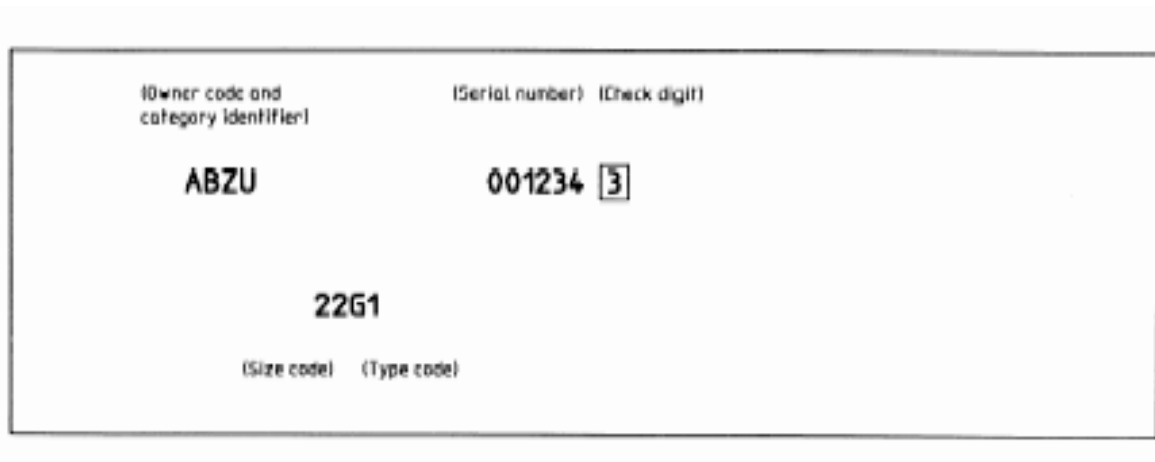 (Owner code and (Serial number) (Check digit)
category identifier)
ABZU 001234 3
22G1
(Size code) (Type code)